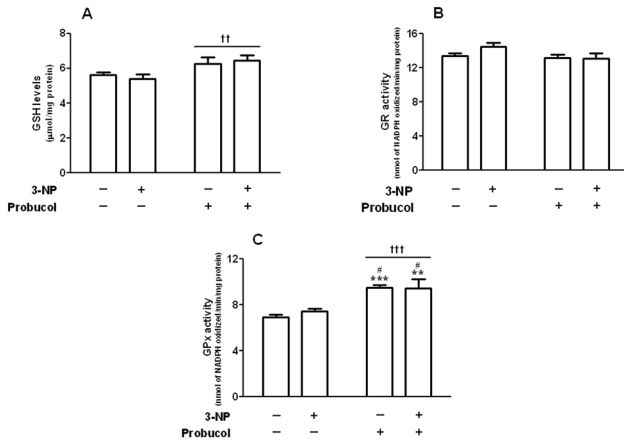 A
GSH levels
(μmol/mg protein)
6
4
2
0
††
3-NP – + – +
Probucol – – + +
B
GR activity
(nmol of NADPH oxidized/min/mg protein)
16
12
8
4
0
3-NP – + – +
Probucol – – + +
C
GPx activity
(nmol of NADPH oxidized/min/mg protein)
12
8
4
0
†††
# #
*** **
3-NP – + – +
Probucol – – + +